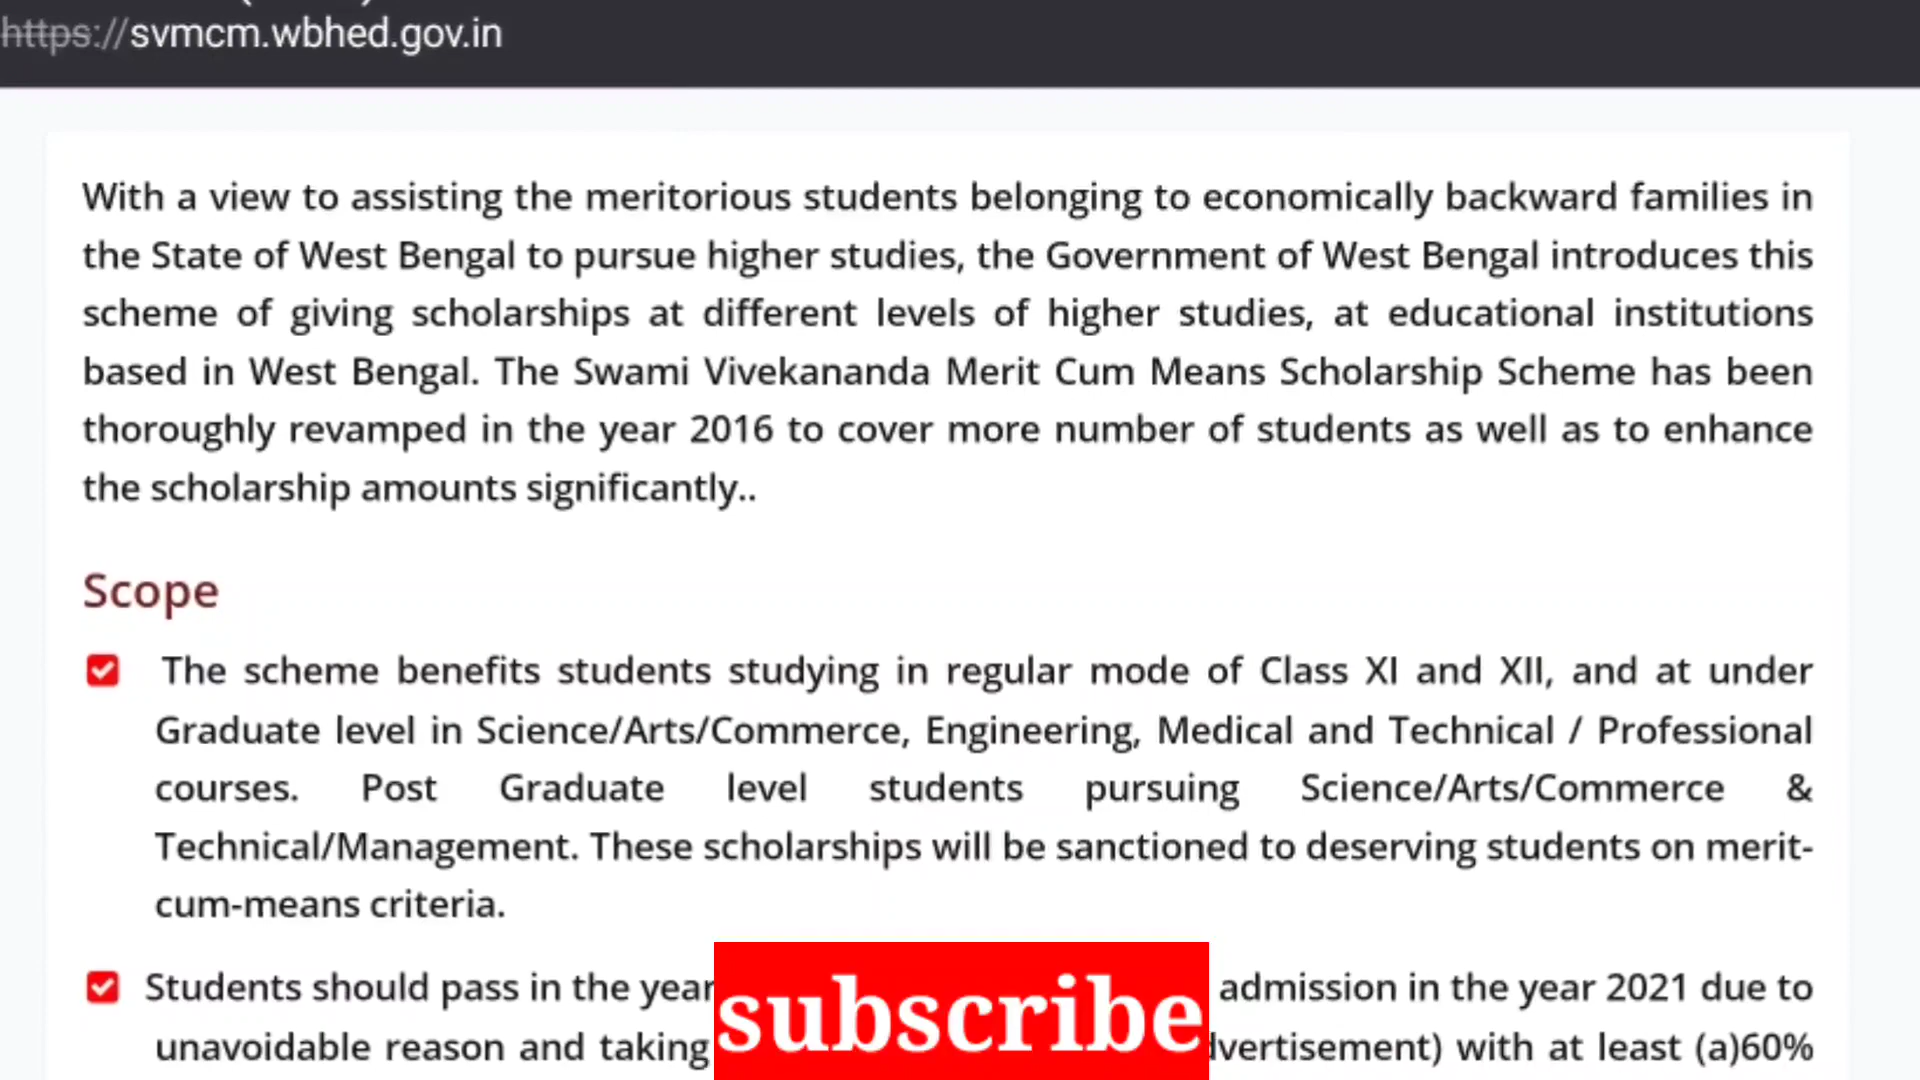 https://svmcm.wbhed.gov.in
With a view to assisting the meritorious students belonging to economically backward families in
the State of West Bengal to pursue higher studies, the Government of West Bengal introduces this
scheme of giving scholarships at different levels of higher studies, at educational institutions
based in West Bengal. The Swami Vivekananda Merit Cum Means Scholarship Scheme has been
thoroughly revamped in the year 2016 to cover more number of students as well as to enhance
the scholarship amounts significantly..
Scope
The scheme benefits students studying in regular mode of Class XI and XII, and at under
Graduate level in Science/Arts/Commerce, Engineering, Medical and Technical / Professional
courses. Post Graduate level students pursuing Science/Arts/Commerce &
Technical/Management. These scholarships will be sanctioned to deserving students on merit-
cum-means criteria.
Students should pass in the year admission in the year 2021 due to
unavoidable reason and taking with at least (a)60%
subscribe